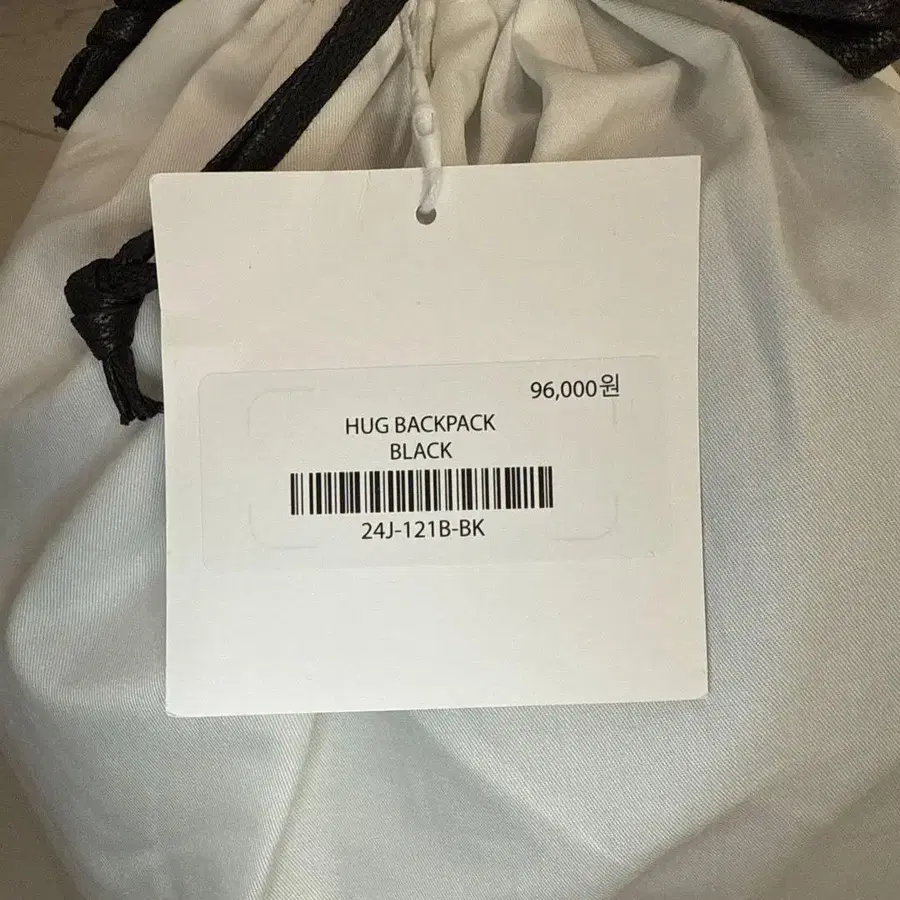 96,000원
HUG BACKPACK
BLACK
24J-121B-BK